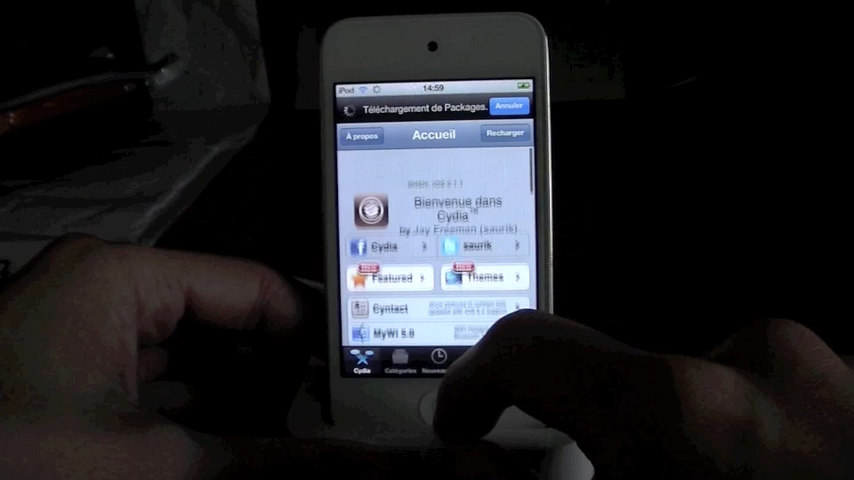 iPod 14:59
Téléchargement de Packages. Annuler
À propos Accueil Recharger
Bienvenue dans
Cydia™
by Jay Freeman (saurik)
Cydia saurik
Featured Themes
Cyntact
MyWi 5.0
Cydia Catégories